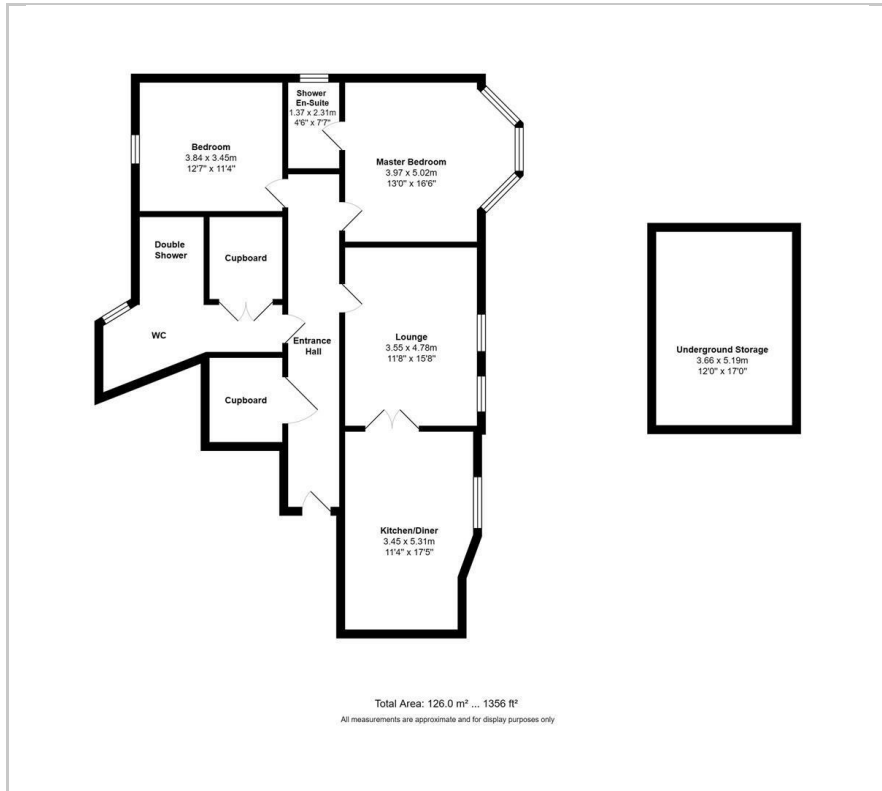 Shower
En-Suite
1.37 x 2.31m
4'6" x 7'7"
Bedroom
3.84 x 3.45m
12'7" x 11'4"
Master Bedroom
3.97 x 5.02m
13'0" x 16'6"
Double
Shower
Cupboard
WC
Entrance
Hall
Lounge
3.55 x 4.78m
11'8" x 15'8"
Underground Storage
3.66 x 5.19m
12'0" x 17'0"
Cupboard
Kitchen/Diner
3.45 x 5.31m
11'4" x 17'5"
Total Area: 126.0 m² ... 1356 ft²
All measurements are approximate and for display purposes only